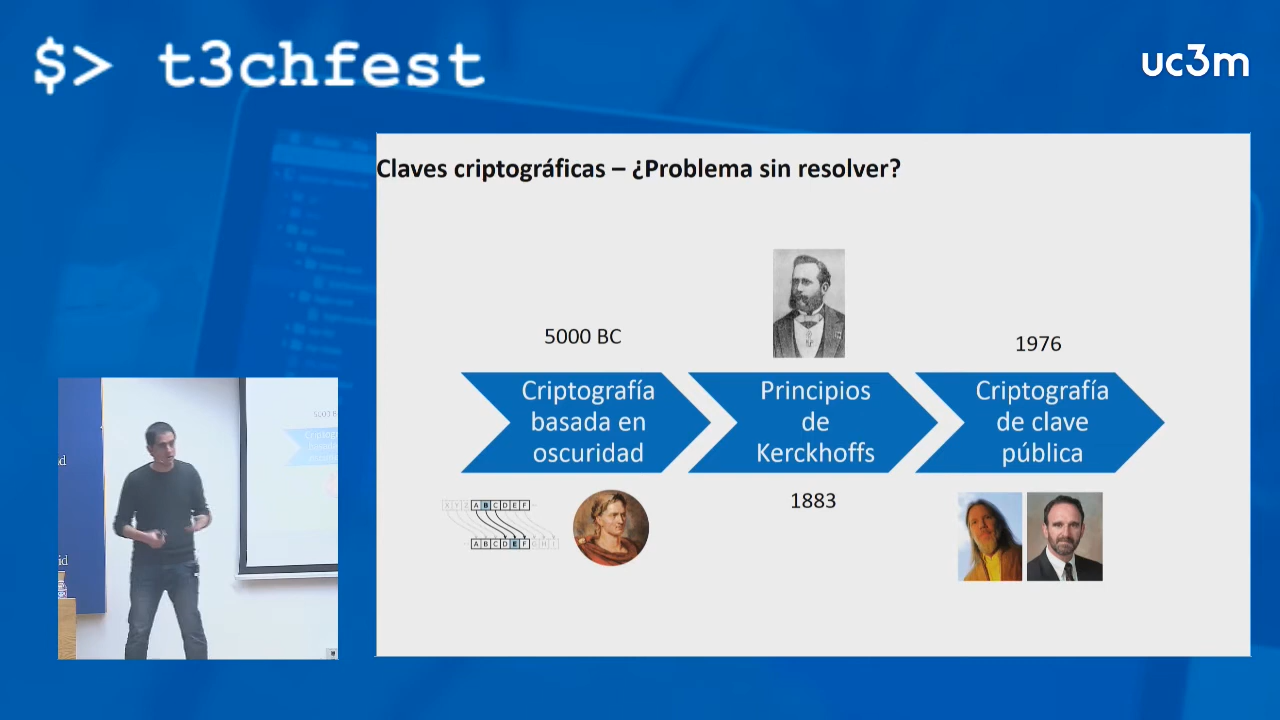 $> t3chfest
uc3m
Claves criptográficas – ¿Problema sin resolver?
5000 BC
1976
Criptografía
basada en
oscuridad
Principios
de
Kerckhoffs
Criptografía
de clave
pública
1883
X Y Z A B C D E F
A B C D E F G H I